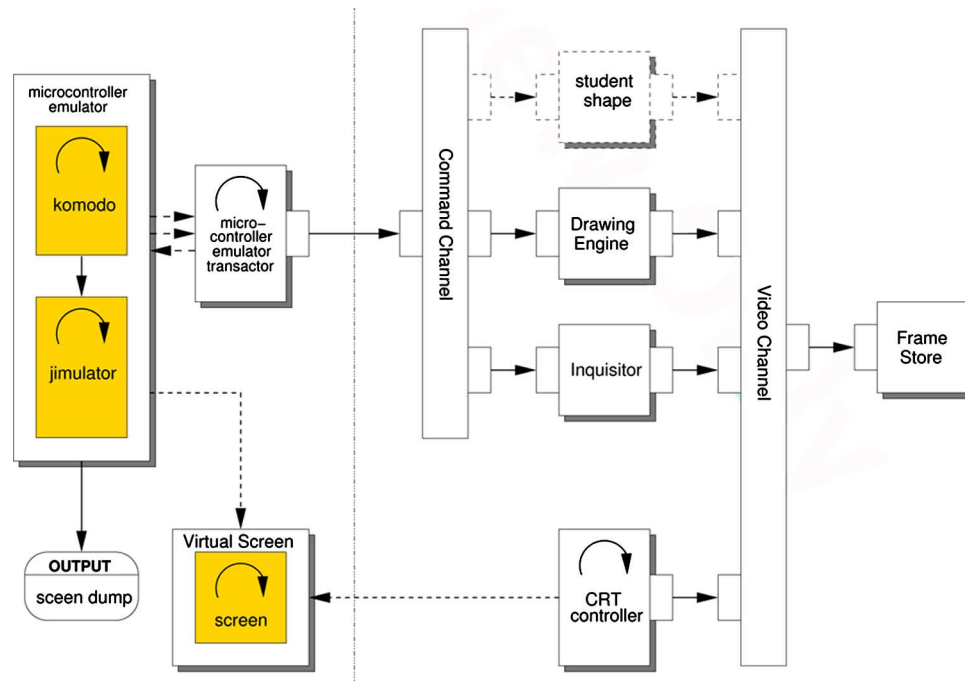 microcontroller
emulator
komodo
jimulator
OUTPUT
sceen dump
micro-
controller
emulator
transactor
Virtual Screen
screen
Command Channel
student
shape
Drawing
Engine
Inquisitor
CRT
controller
Video Channel
Frame
Store